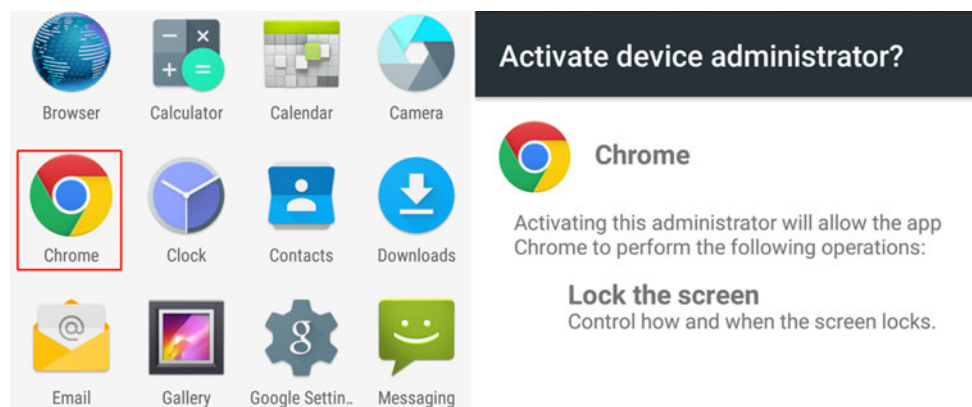 Browser
Calculator
Calendar
Camera
Chrome
Clock
Contacts
Downloads
@
Email
Gallery
g
Google Settin..
Messaging
Activate device administrator?
Chrome
Activating this administrator will allow the app
Chrome to perform the following operations:
Lock the screen
Control how and when the screen locks.